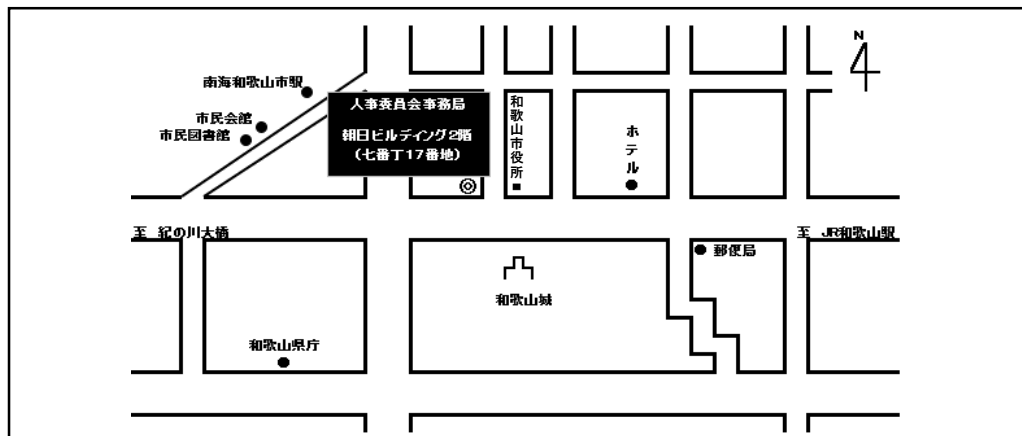 N
南海和歌山市駅
市民会館
市民図書館
人事委員会事務局
朝日ビルディング2階
(七番丁17番地)
和歌山市役所
ホテル
至 紀の川大橋
至 JR和歌山駅
郵便局
和歌山城
和歌山県庁